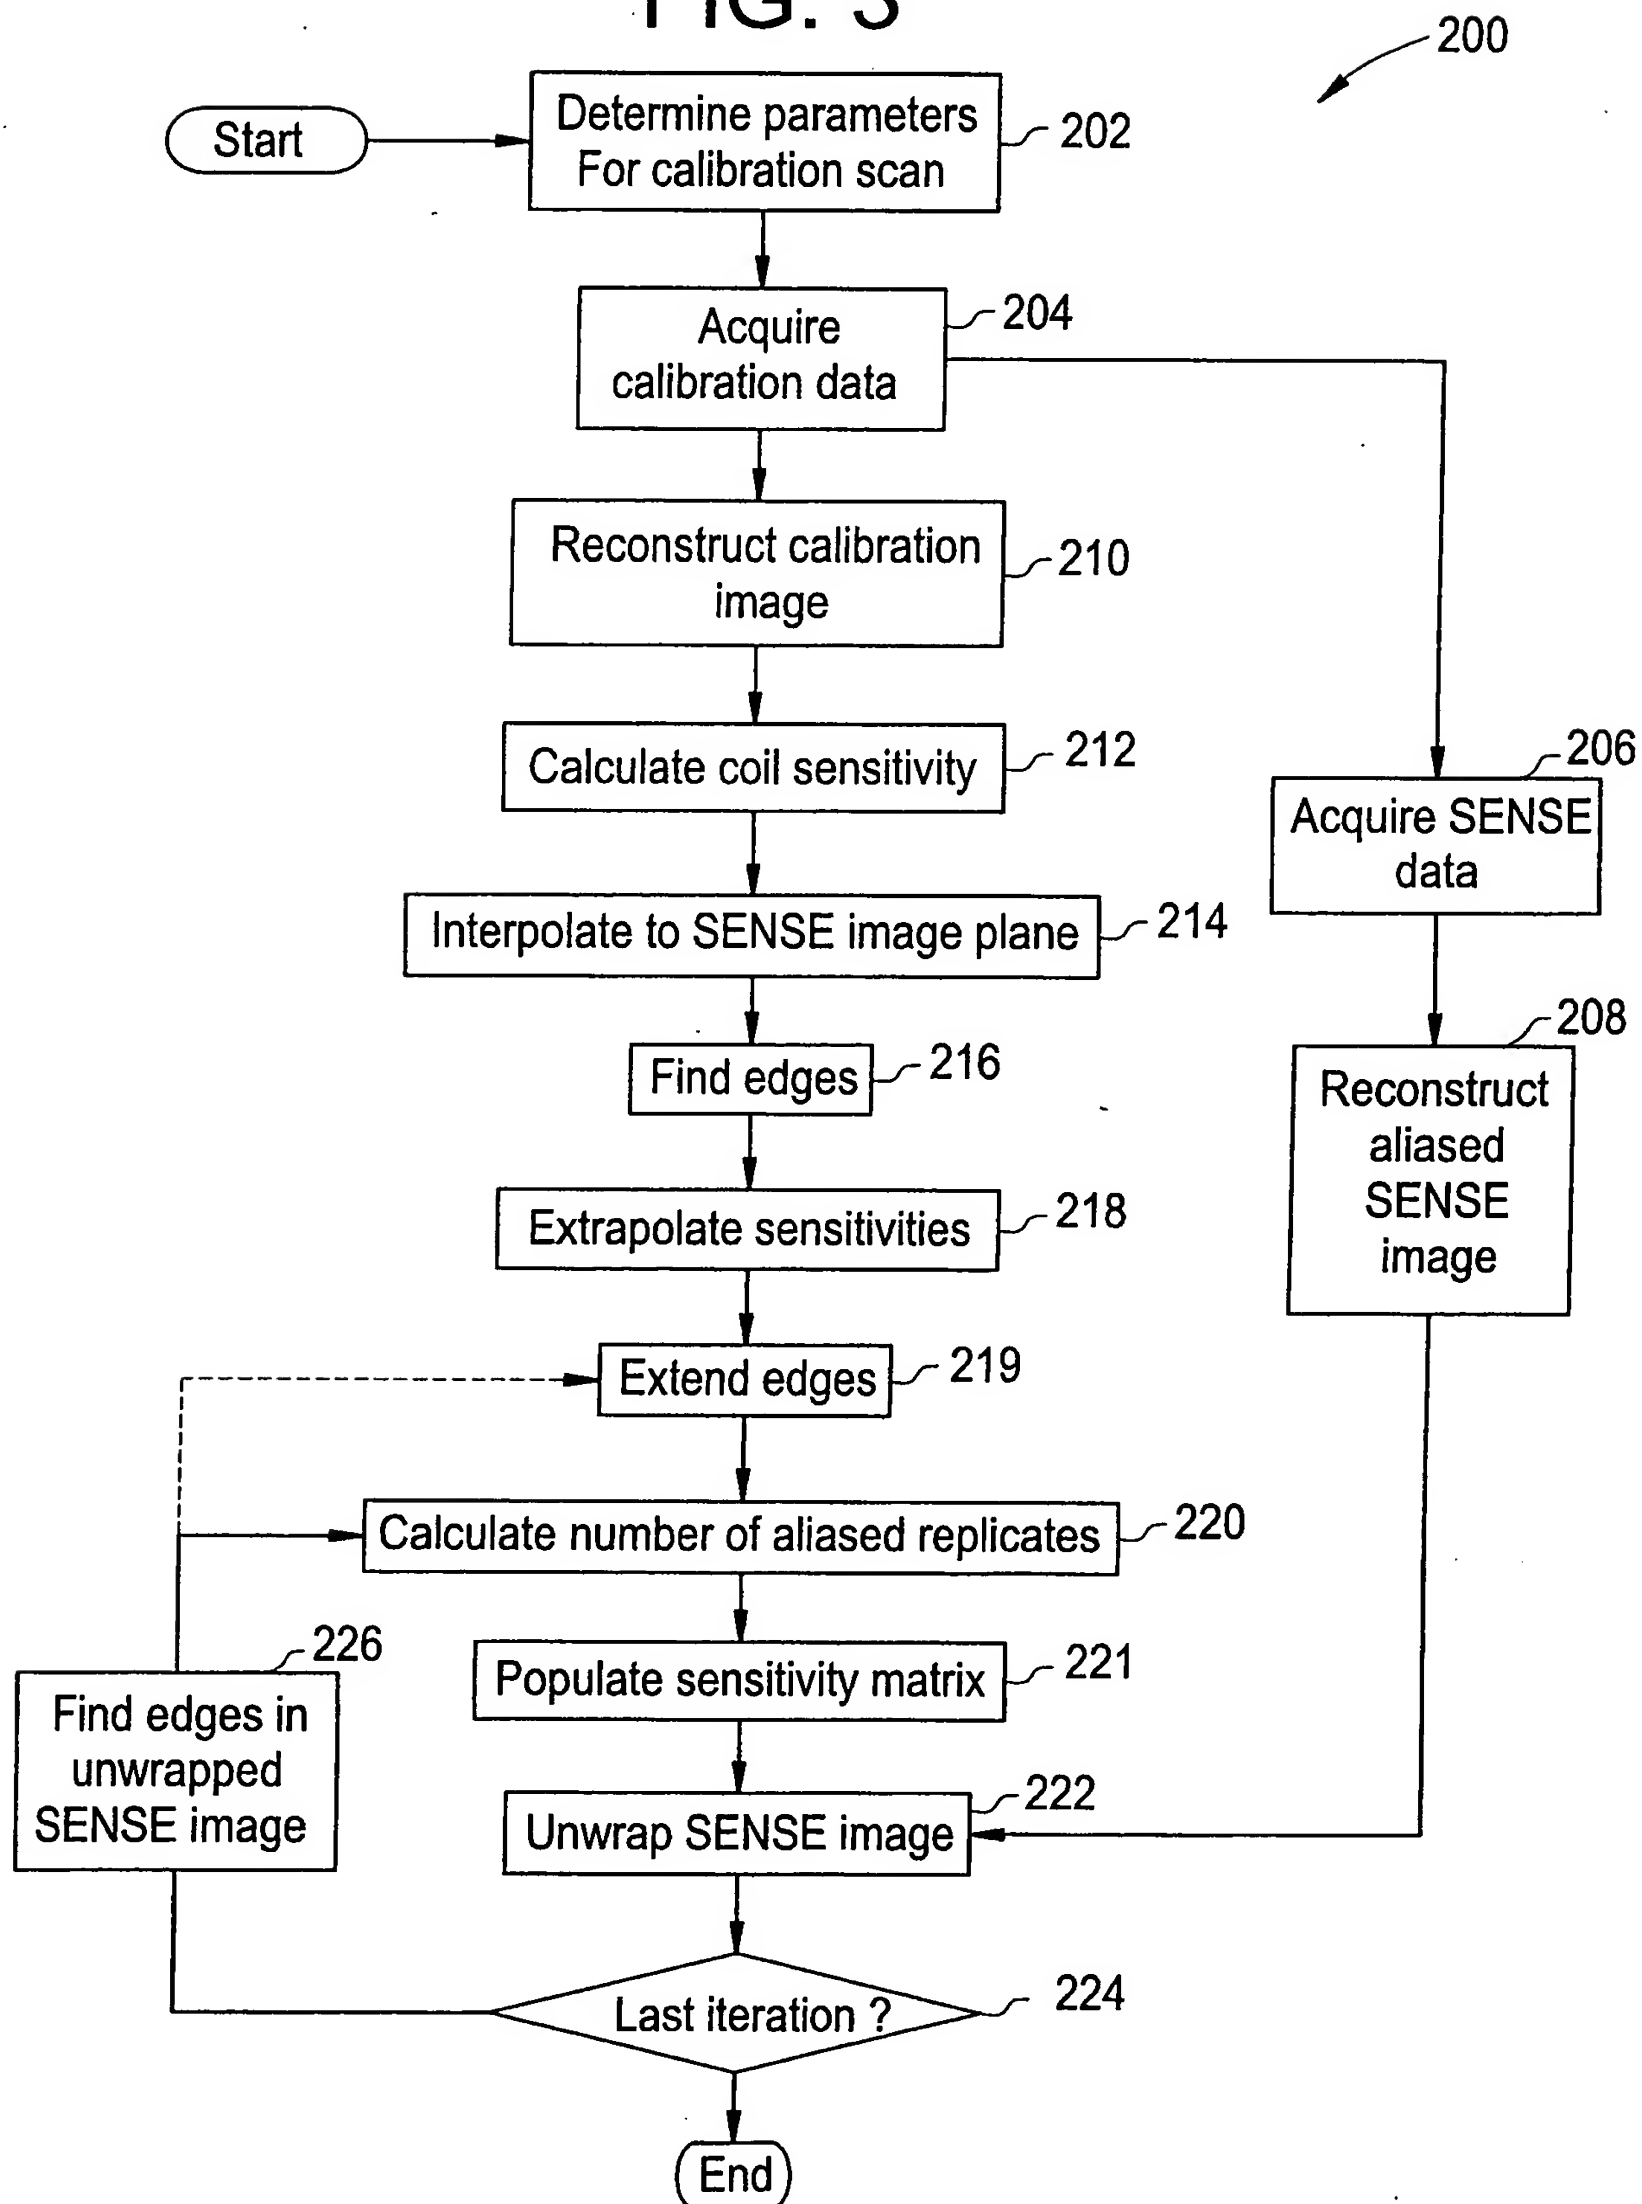 FIG. 3
200
Start
Determine parameters
For calibration scan
202
Acquire
calibration data
204
Reconstruct calibration
image
210
Calculate coil sensitivity
212
206
Acquire SENSE
data
Interpolate to SENSE image plane
214
Find edges
216
208
Reconstruct
aliased
SENSE
image
Extrapolate sensitivities
218
Extend edges
219
Calculate number of aliased replicates
220
226
Find edges in
unwrapped
SENSE image
Populate sensitivity matrix
221
Unwrap SENSE image
222
Last iteration ?
224
End